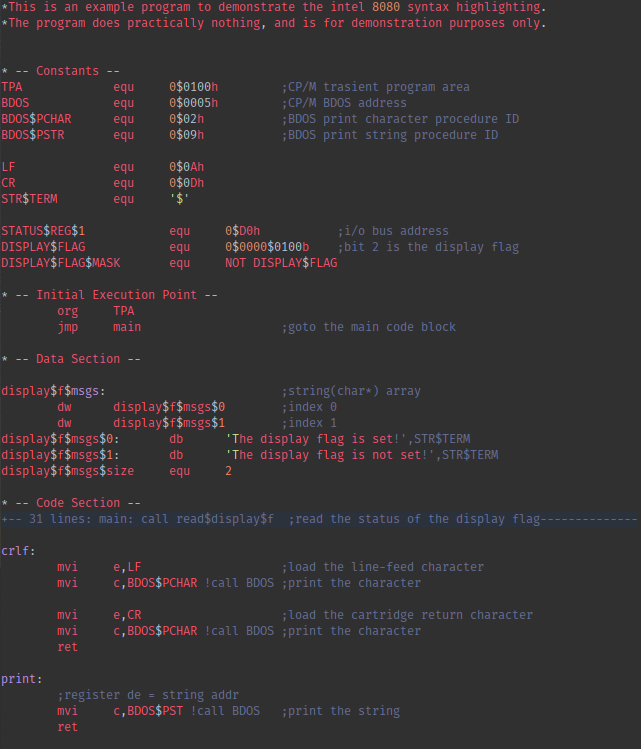 *This is an example program to demonstrate the intel 8080 syntax highlighting.
*The program does practically nothing, and is for demonstration purposes only.
* -- Constants --
TPA             equ     0$0100h         ;CP/M trasient program area
BDOS            equ     0$0005h         ;CP/M BDOS address
BDOS$PCHAR      equ     0$02h           ;BDOS print character procedure ID
BDOS$PSTR       equ     0$09h           ;BDOS print string procedure ID
LF              equ     0$0Ah
CR              equ     0$0Dh
STR$TERM        equ     '$'
STATUS$REG$1            equ     0$D0h           ;i/o bus address
DISPLAY$FLAG            equ     0$0000$0100b    ;bit 2 is the display flag
DISPLAY$FLAG$MASK       equ     NOT DISPLAY$FLAG
* -- Initial Execution Point --
        org     TPA
        jmp     main                    ;goto the main code block
* -- Data Section --
display$f$msgs:                         ;string(char*) array
        dw      display$f$msgs$0        ;index 0
        dw      display$f$msgs$1        ;index 1
display$f$msgs$0:       db      'The display flag is set!',STR$TERM
display$f$msgs$1:       db      'The display flag is not set!',STR$TERM
display$f$msgs$size     equ     2
* -- Code Section --
+-- 31 lines: main: call read$display$f  ;read the status of the display flag--------------
crlf:
        mvi     e,LF                    ;load the line-feed character
        mvi     c,BDOS$PCHAR !call BDOS ;print the character
        mvi     e,CR                    ;load the cartridge return character
        mvi     c,BDOS$PCHAR !call BDOS ;print the character
        ret
print:
        ;register de = string addr
        mvi     c,BDOS$PST !call BDOS   ;print the string
        ret